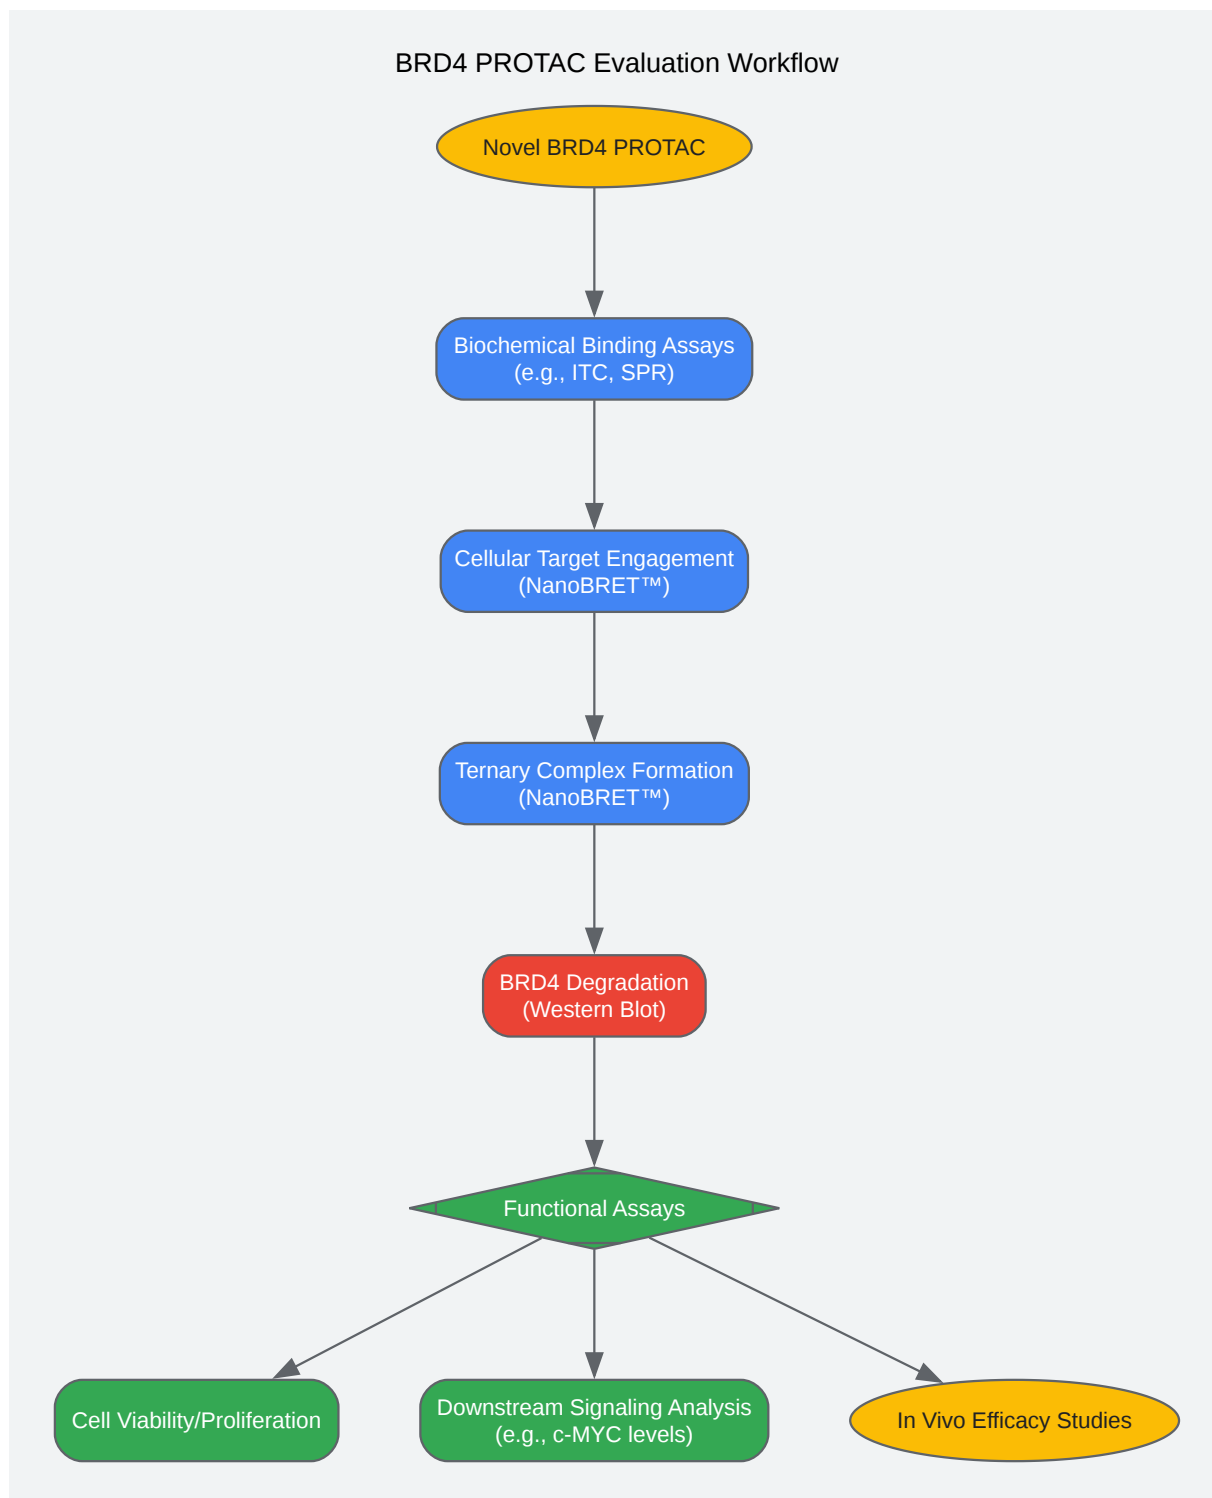 BRD4 PROTAC Evaluation Workflow
Novel BRD4 PROTAC
Biochemical Binding Assays
(e.g., ITC, SPR)
Cellular Target Engagement
(NanoBRET™)
Ternary Complex Formation
(NanoBRET™)
BRD4 Degradation
(Western Blot)
Functional Assays
Cell Viability/Proliferation
Downstream Signaling Analysis
(e.g., c-MYC levels)
In Vivo Efficacy Studies